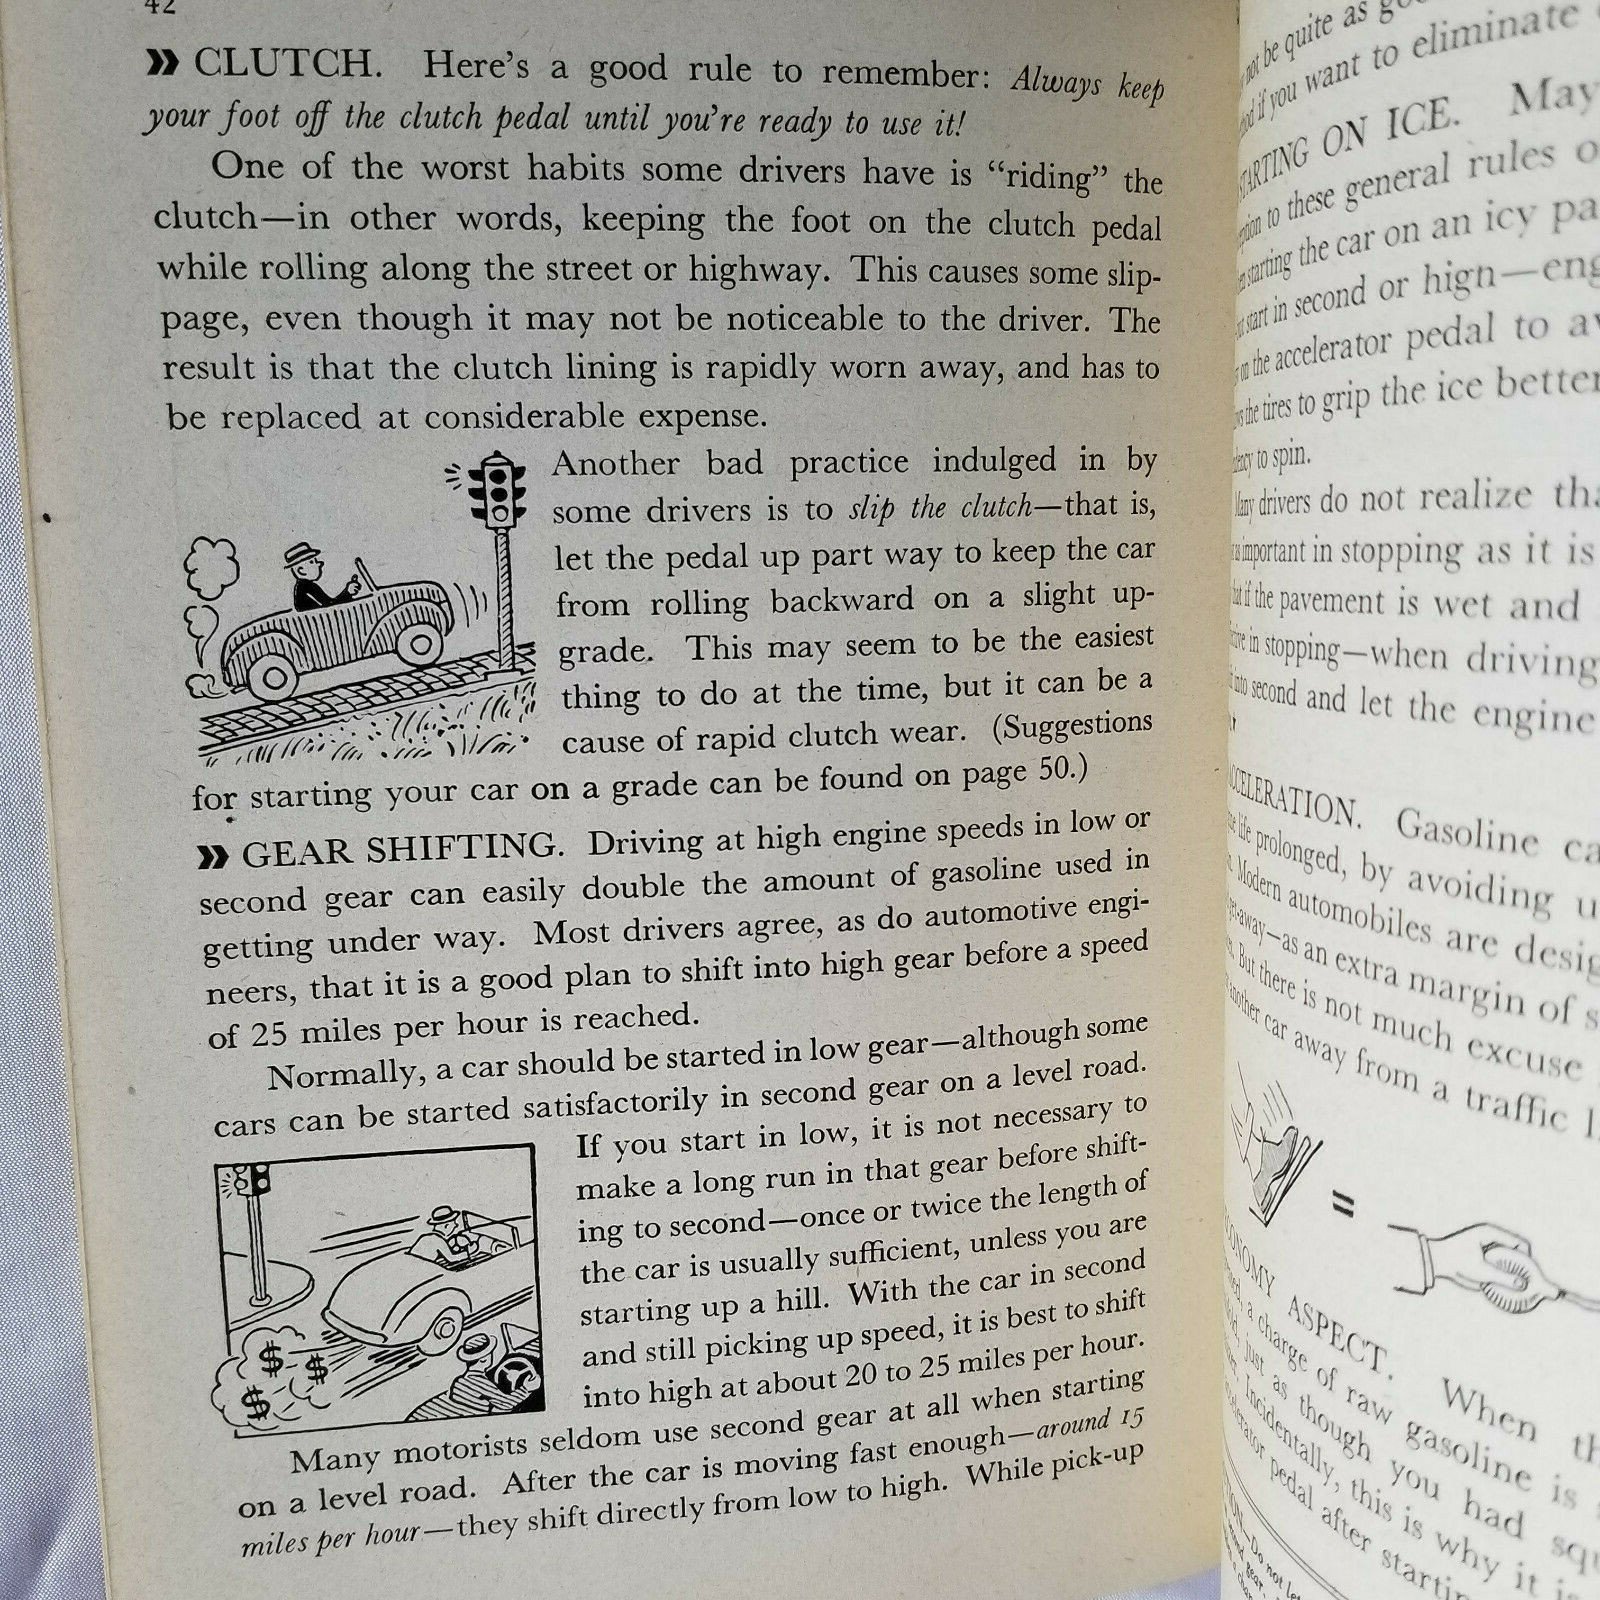 42
» CLUTCH. Here's a good rule to remember: Always keep
your foot off the clutch pedal until you're ready to use it!
One of the worst habits some drivers have is “riding” the
clutch—in other words, keeping the foot on the clutch pedal
while rolling along the street or highway. This causes some slip-
page, even though it may not be noticeable to the driver. The
result is that the clutch lining is rapidly worn away, and has to
be replaced at considerable expense.
Another bad practice indulged in by
some drivers is to slip the clutch—that is,
let the pedal up part way to keep the car
from rolling backward on a slight up-
grade. This may seem to be the easiest
thing to do at the time, but it can be a
cause of rapid clutch wear. (Suggestions
for starting your car on a grade can be found on page 50.)
» GEAR SHIFTING. Driving at high engine speeds in low or
second gear can easily double the amount of gasoline used in
getting under way. Most drivers agree, as do automotive engi-
neers, that it is a good plan to shift into high gear before a speed
of 25 miles per hour is reached.
Normally, a car should be started in low gear—although some
cars can be started satisfactorily in second gear on a level road.
If you start in low, it is not necessary to
make a long run in that gear before shift-
ing to second—once or twice the length of
the car is usually sufficient, unless you are
starting up a hill. With the car in second
and still picking up speed, it is best to shift
into high at about 20 to 25 miles per hour.
$ $
$
Many motorists seldom use second gear at all when starting
on a level road. After the car is moving fast enough—around 15
miles per hour—they shift directly from low to high. While pick-up
not be quite as
if you want to eliminate
STARTING ON ICE. May
to these general rules
starting the car on an icy
start in second or high—
on the accelerator pedal to
the tires to grip the ice better
to spin.
Many drivers do not realize
as important in stopping as it is
if the pavement is wet and
in stopping—when driving
into second and let the engine
ACCELERATION. Gasoline
life prolonged, by avoiding
Modern automobiles are
get-away—as an extra margin of
But there is not much excuse
another car away from a traffic
=
ECONOMY ASPECT. When
a charge of raw gasoline is
just as though you had
Incidentally, this is why it is
accelerator pedal after
Do not let